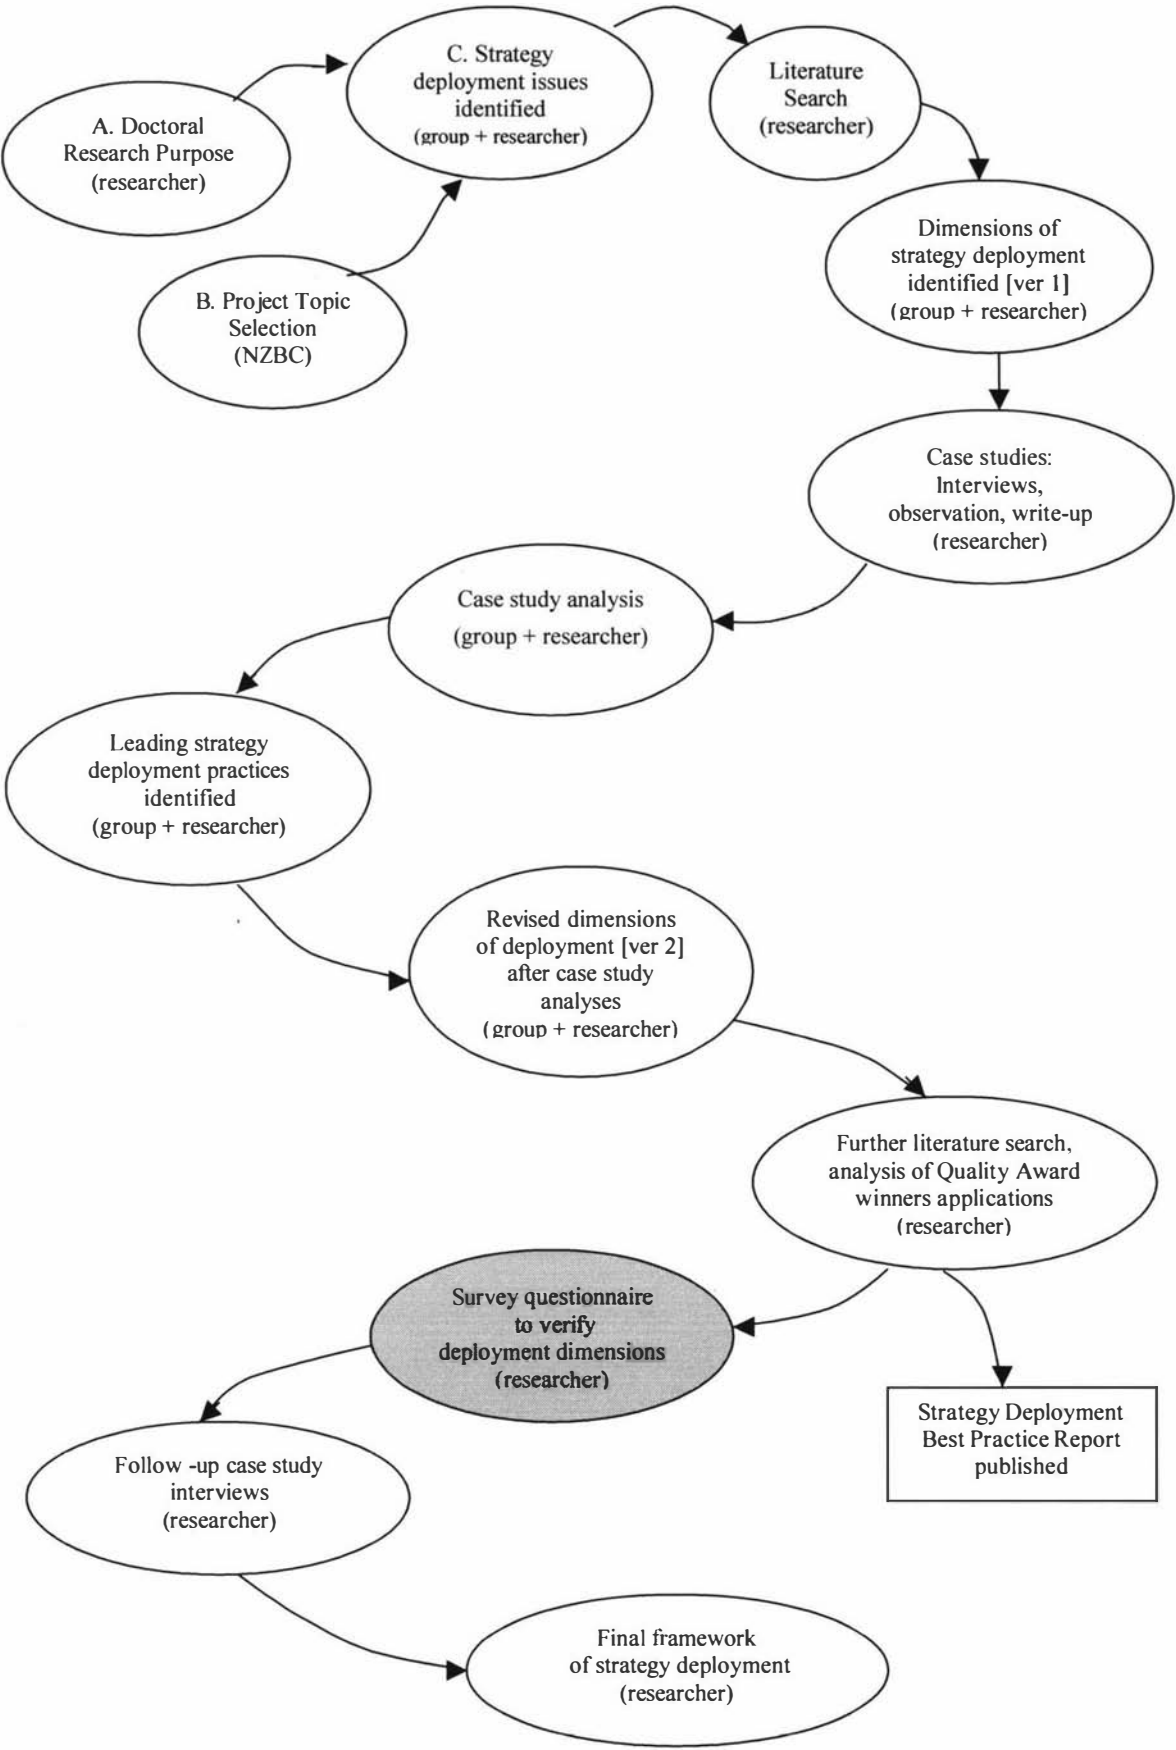 C. Strategy
deployment issues
identified
(group + researcher)
Literature
Search
(researcher)
A. Doctoral
Research Purpose
(researcher)
Dimensions of
strategy deployment
identified [ver 1]
(group + researcher)
B. Project Topic
Selection
(NZBC)
Case studies:
Interviews,
observation, write-up
(researcher)
Case study analysis
(group + researcher)
Leading strategy
deployment practices
identified
(group + researcher)
Revised dimensions
of deployment [ver 2]
after case study
analyses
(group + researcher)
Further literature search,
analysis of Quality Award
winners applications
(researcher)
Survey questionnaire
to verify
deployment dimensions
(researcher)
Strategy Deployment
Best Practice Report
published
Follow -up case study
interviews
(researcher)
Final framework
of strategy deployment
(researcher)